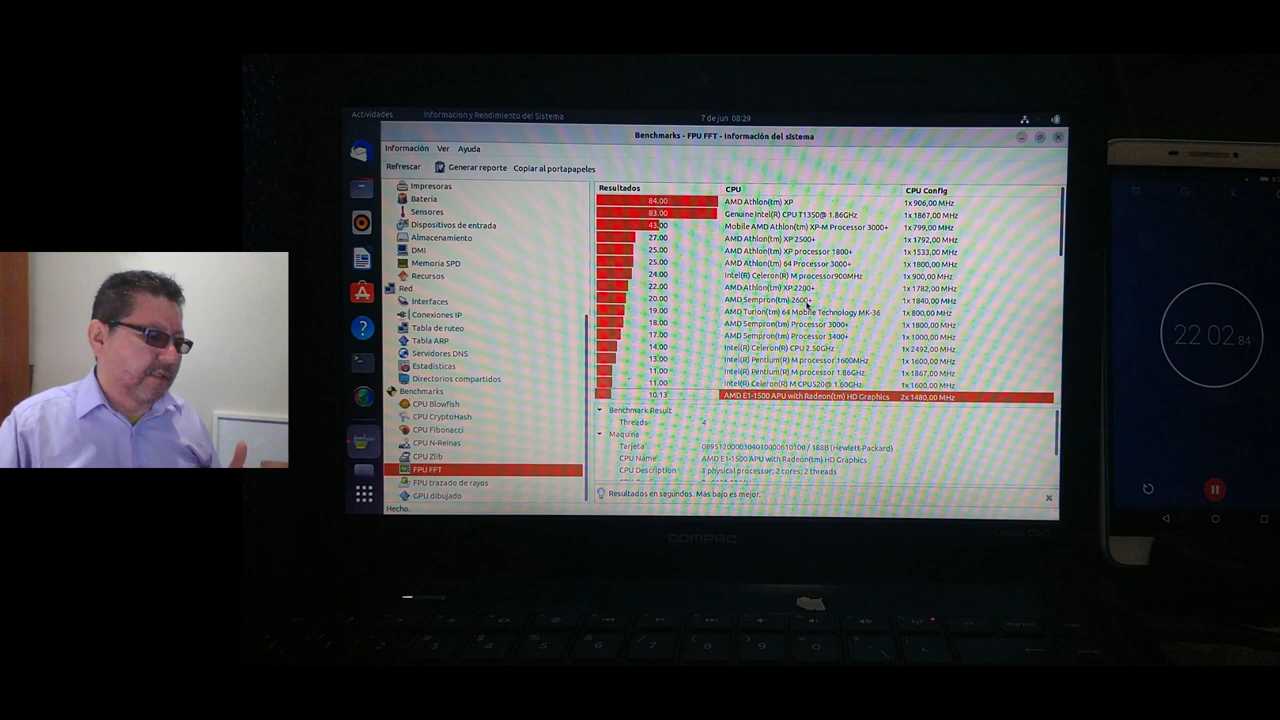 Actividades
Informacion y Rendimiento del Sistema
7 de jun 08:29
Benchmarks - FPU FFT - Información del sistema
Información Ver Ayuda
Refrescar Generar reporte Copiar al portapapeles
Impresoras
Bateria
Sensores
Dispositivos de entrada
Almacenamiento
DMI
Memoria SPD
Recursos
Red
Interfaces
Conexiones IP
Tabla de ruteo
Tabla ARP
Servidores DNS
Estadísticas
Directorios compartidos
Benchmarks
CPU Blowfish
CPU CryptoHash
CPU Fibonacci
CPU N-Reinas
CPU Zlib
FPU FFT
FPU trazado de rayos
GPU dibujado
Hecho.
Resultados CPU CPU Config
84.00 AMD Athlon(tm) XP 1x 906,00 MHz
83.00 Genuine Intel(R) CPU T1350@ 1.86GHz 1x 1867,00 MHz
43.00 Mobile AMD Athlon(tm) XP-M Processor 3000+ 1x 799,00 MHz
27.00 AMD Athlon(tm) XP 2500+ 1x 1792,00 MHz
25.00 AMD Athlon(tm) XP processor 1800+ 1x 1533,00 MHz
25.00 AMD Athlon(tm) 64 Processor 3000+ 1x 1800,00 MHz
24.00 Intel(R) Celeron(R) M processor900MHz 1x 900,00 MHz
22.00 AMD Athlon(tm) XP 2200+ 1x 1782,00 MHz
20.00 AMD Sempron(tm) 2600+ 1x 1840,00 MHz
19.00 AMD Turion(tm) 64 Mobile Technology MK-36 1x 800,00 MHz
18.00 AMD Sempron(tm) Processor 3000+ 1x 1800,00 MHz
17.00 AMD Sempron(tm) Processor 3400+ 1x 1000,00 MHz
14.00 Intel(R) Celeron(R) CPU 2.50GHz 1x 2492,00 MHz
13.00 Intel(R) Pentium(R) M processor 1600MHz 1x 1600,00 MHz
11.00 Intel(R) Pentium(R) M processor 1.86GHz 1x 1867,00 MHz
11.00 Intel(R) Celeron(R) M CPU520@ 1.60GHz 1x 1600,00 MHz
10.13 AMD E1-1500 APU with Radeon(tm) HD Graphics 2x 1480,00 MHz
Benchmark Result
Threads 4
Maquina
Tarjeta 0895120000304010000610100 / 188B (Hewlett-Packard)
CPU Name AMD E1-1500 APU with Radeon(tm) HD Graphics
CPU Description 1 physical processor; 2 cores; 2 threads
Resultados en segundos. Más bajo es mejor.
COMPAQ
22 02 84